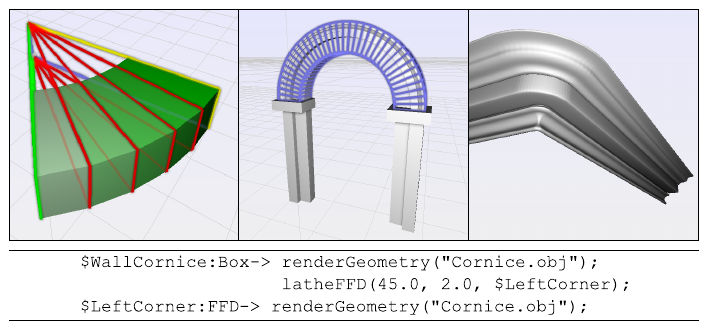 $WallCornice:Box-> renderGeometry("Cornice.obj");
latheFFD(45.0, 2.0, $LeftCorner);
$LeftCorner:FFD-> renderGeometry("Cornice.obj");